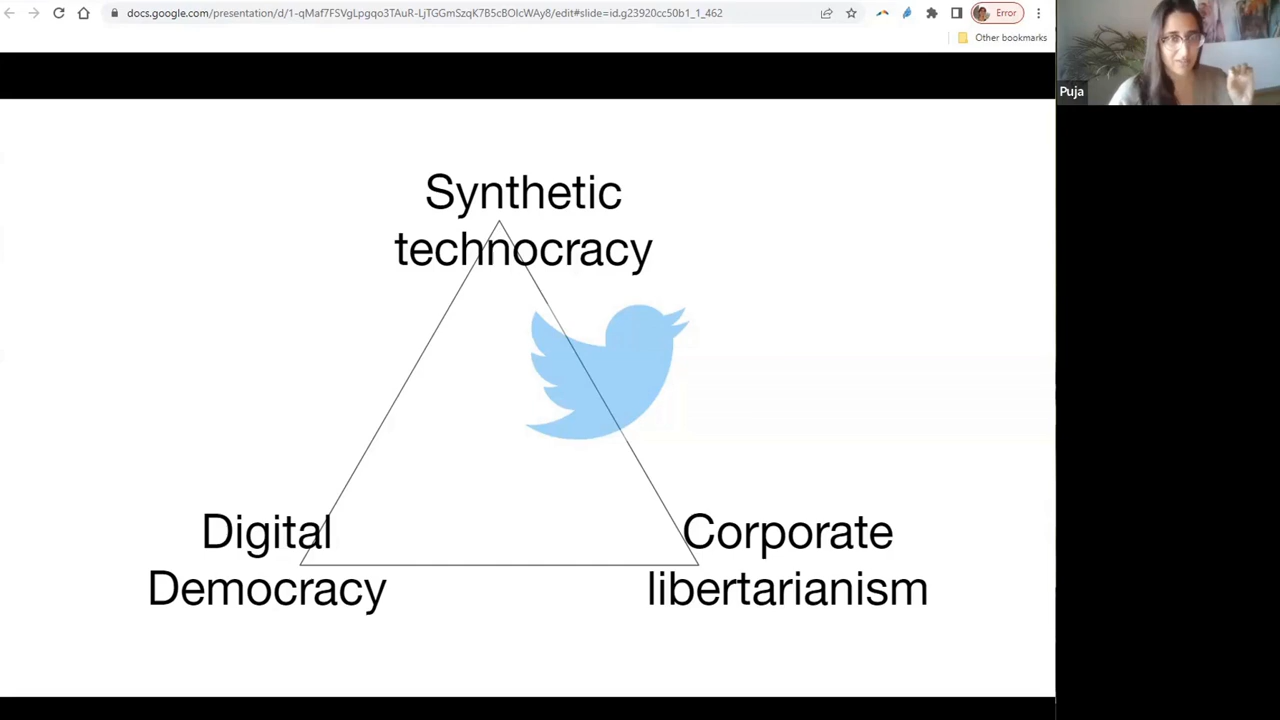 docs.google.com/presentation/d/1-qMaf7FSVgLpgqo3TAuR-LjTGGmSzqK7B5cBOIcWAy8/edit#slide=id.g23920cc50b1_1_462
Error
Other bookmarks
Puja
Synthetic
technocracy
Digital
Democracy
Corporate
libertarianism